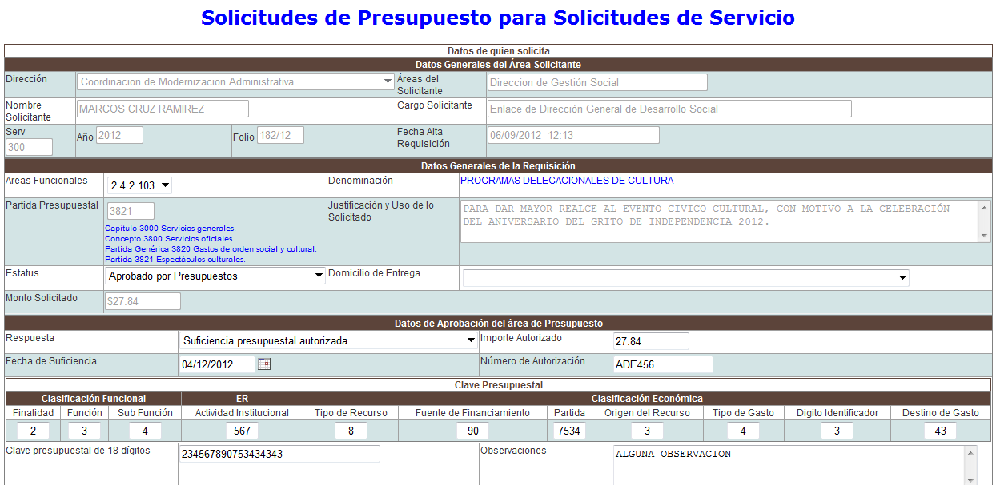 Solicitudes de Presupuesto para Solicitudes de Servicio
Datos de quien solicita
Datos Generales del Área Solicitante
Dirección
Coordinacion de Modernizacion Administrativa
Áreas del Solicitante
Direccion de Gestión Social
Nombre Solicitante
MARCOS CRUZ RAMIREZ
Cargo Solicitante
Enlace de Dirección General de Desarrollo Social
Serv
300
Año
2012
Folio
182/12
Fecha Alta Requisición
06/09/2012 12:13
Datos Generales de la Requisición
Areas Funcionales
2.4.2.103
Denominación
PROGRAMAS DELEGACIONALES DE CULTURA
Partida Presupuestal
3821
Capítulo 3000 Servicios generales.
Concepto 3800 Servicios oficiales.
Partida Genérica 3820 Gastos de orden social y cultural.
Partida 3821 Espectáculos culturales.
Justificación y Uso de lo Solicitado
PARA DAR MAYOR REALCE AL EVENTO CIVICO-CULTURAL, CON MOTIVO A LA CELEBRACIÓN
DEL ANIVERSARIO DEL GRITO DE INDEPENDENCIA 2012.
Estatus
Aprobado por Presupuestos
Domicilio de Entrega
Monto Solicitado
$27.84
Datos de Aprobación del área de Presupuesto
Respuesta
Suficiencia presupuestal autorizada
Importe Autorizado
27.84
Fecha de Suficiencia
04/12/2012
Número de Autorización
ADE456
Clave Presupuestal
Clasificación Funcional ER Clasificación Económica
Finalidad Función Sub Función Actividad Institucional Tipo de Recurso Fuente de Financiamiento Partida Origen del Recurso Tipo de Gasto Digito Identificador Destino de Gasto
2 3 4 567 8 90 7534 3 4 3 43
Clave presupuestal de 18 dígitos
234567890753434343
Observaciones
ALGUNA OBSERVACION